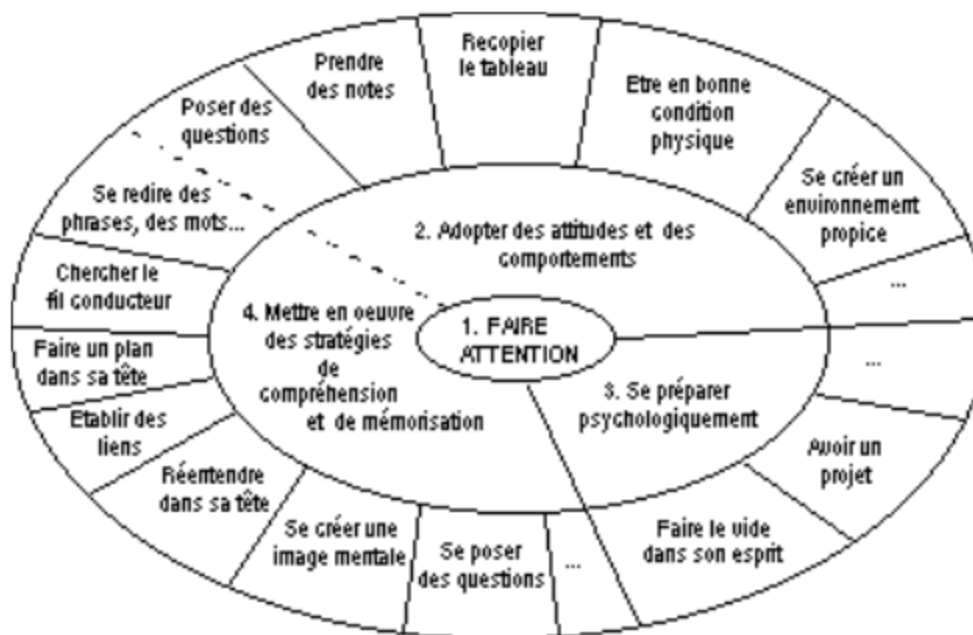 Recopier
le tableau
Prendre
des notes
Poser des
questions
Etre en bonne
condition
physique
Se créer un
environnement
propice
...
Se redire des
phrases, des mots...
Chercher le
fil conducteur
Faire un plan
dans sa tête
Etablir des
liens
Réentendre
dans sa tête
Se créer une
image mentale
Se poser
des questions
...
Faire le vide
dans son esprit
Avoir un
projet
...
2. Adopter des attitudes et des
comportements
1. FAIRE
ATTENTION
4. Mettre en oeuvre
des stratégies
de
compréhension
et de mémorisation
3. Se préparer
psychologiquement